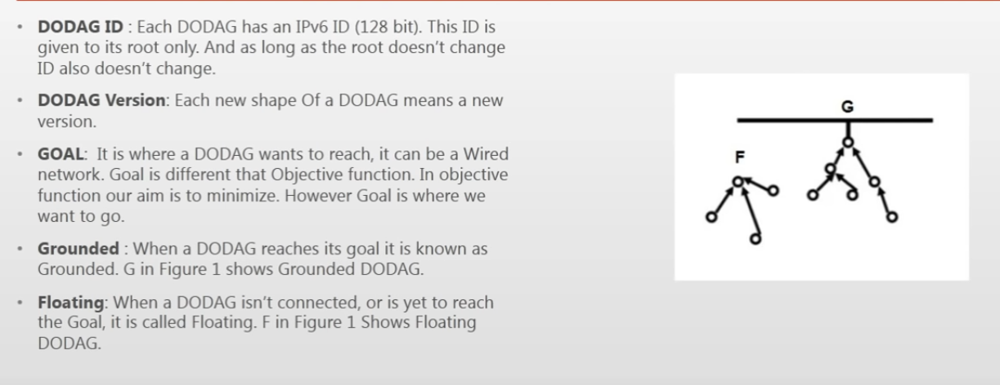 • DODAG ID : Each DODAG has an IPv6 ID (128 bit). This ID is
given to its root only. And as long as the root doesn't change
ID also doesn't change.
• DODAG Version: Each new shape Of a DODAG means a new
version.
• GOAL:  It is where a DODAG wants to reach, it can be a Wired
network. Goal is different that Objective function. In objective
function our aim is to minimize. However Goal is where we
want to go.
• Grounded : When a DODAG reaches its goal it is known as
Grounded. G in Figure 1 shows Grounded DODAG.
• Floating: When a DODAG isn't connected, or is yet to reach
the Goal, it is called Floating. F in Figure 1 Shows Floating
DODAG.
G
F